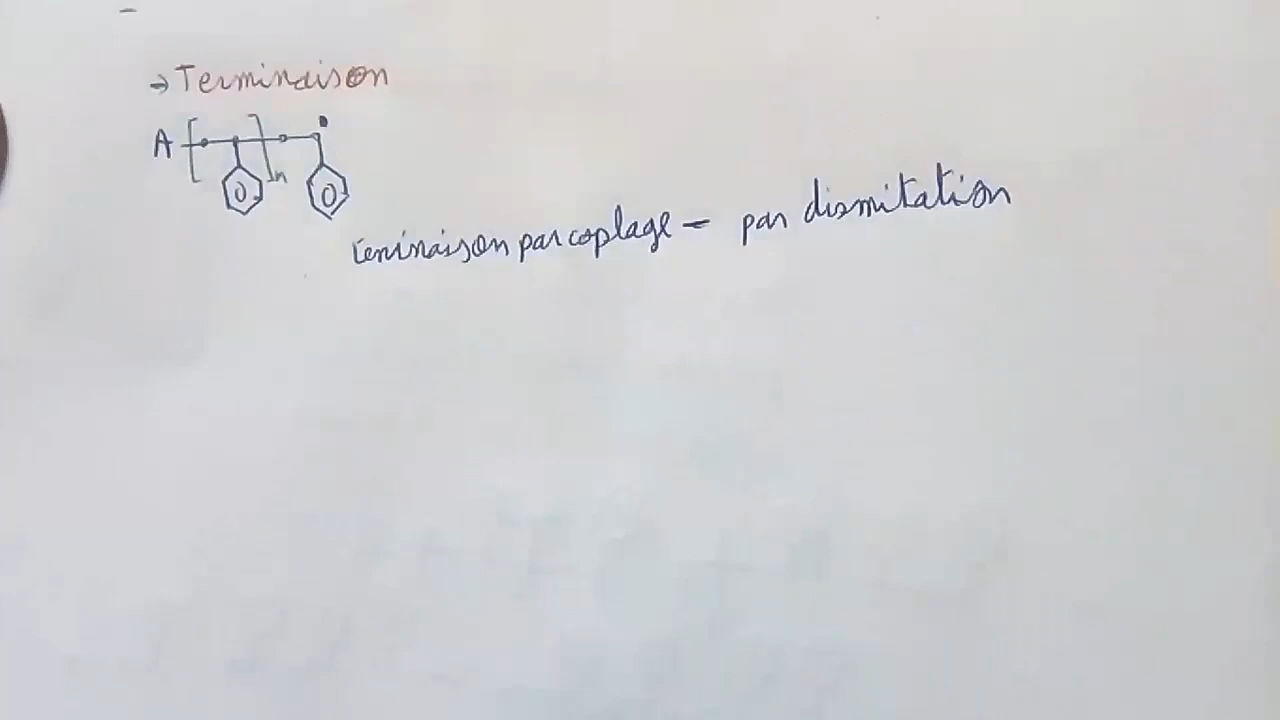 → Terminaison
A [ ]n
terminaison par coplage - par dismitation